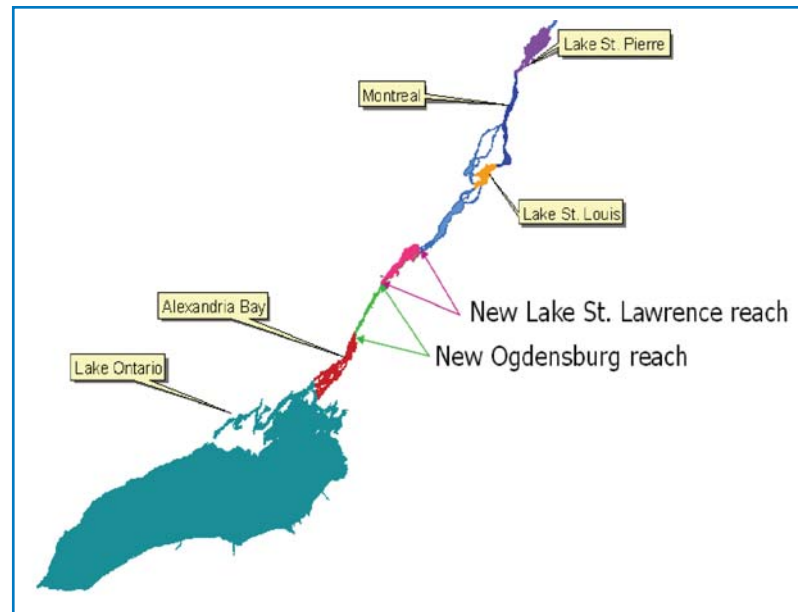 Lake St. Pierre
Montreal
Lake St. Louis
New Lake St. Lawrence reach
Alexandria Bay
New Ogdensburg reach
Lake Ontario